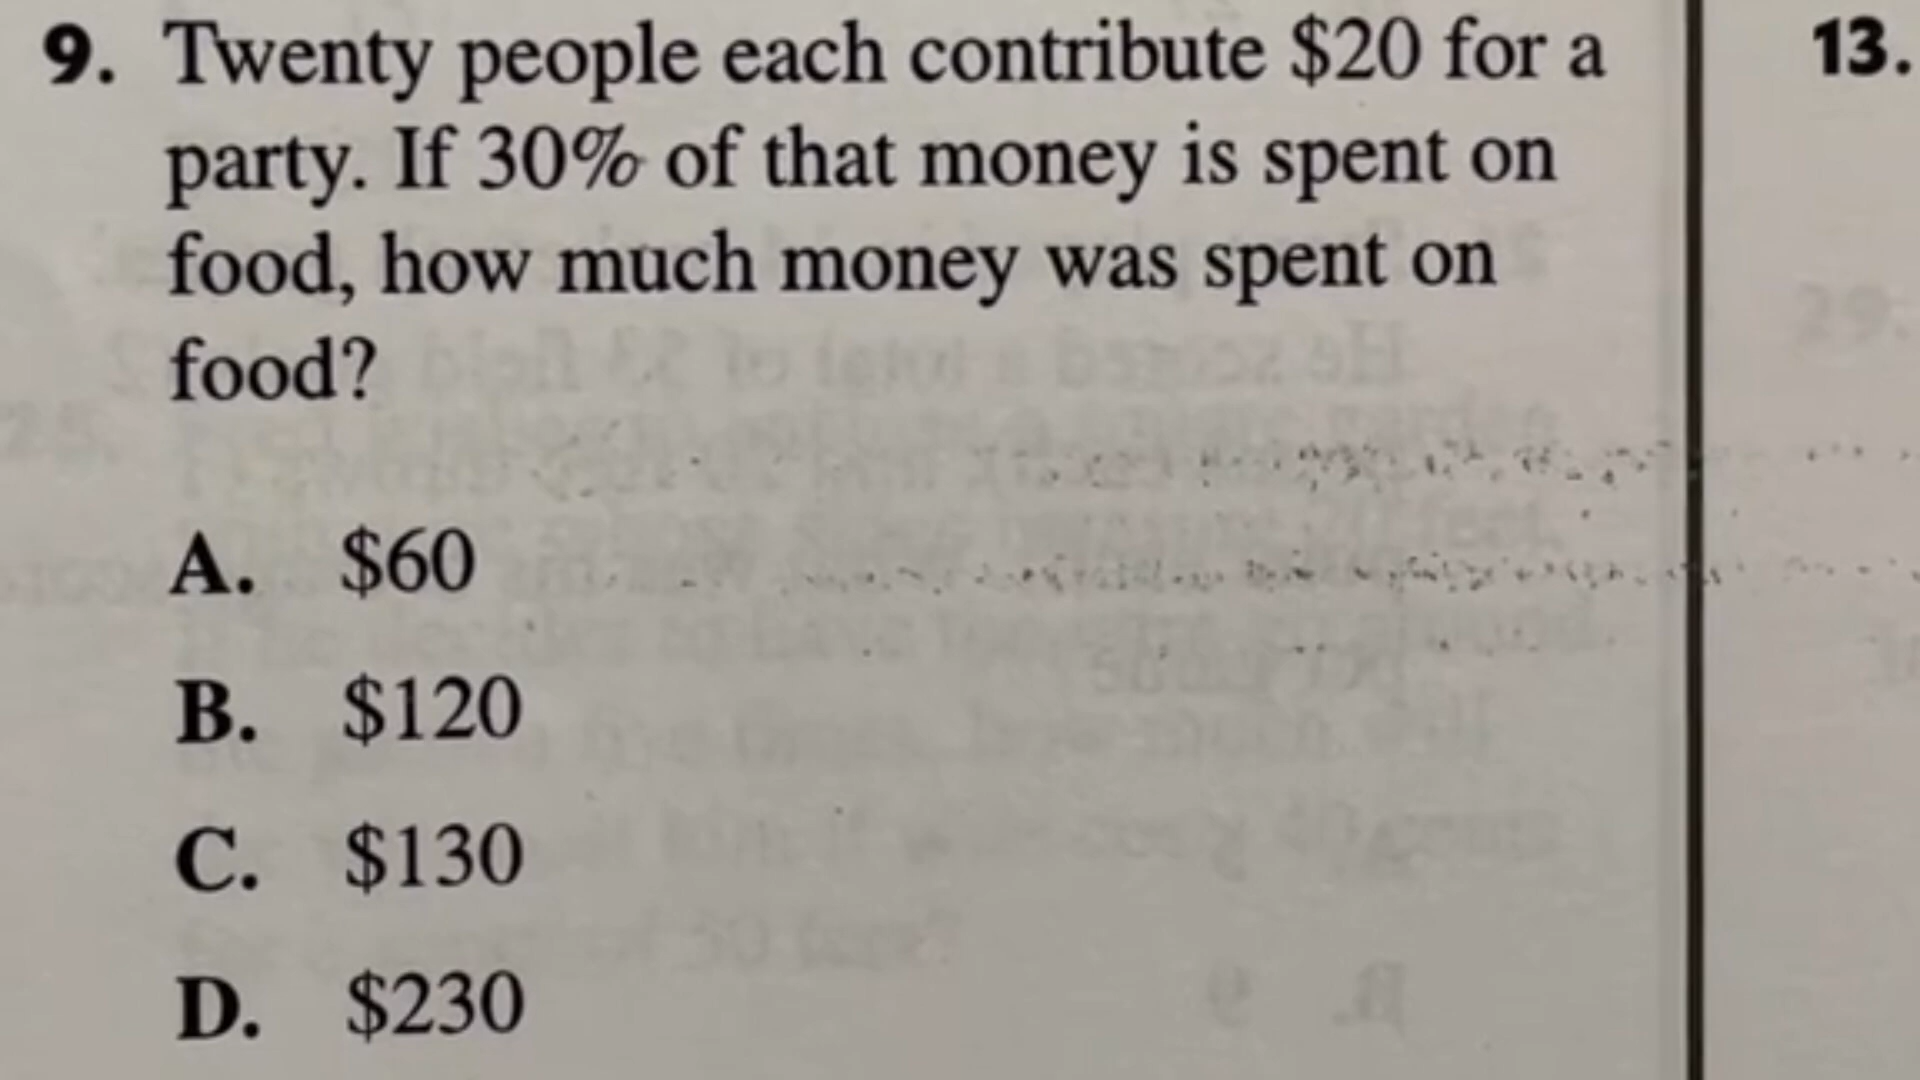 9. Twenty people each contribute $20 for a
party. If 30% of that money is spent on
food, how much money was spent on
food?
A. $60
B. $120
C. $130
D. $230
13.